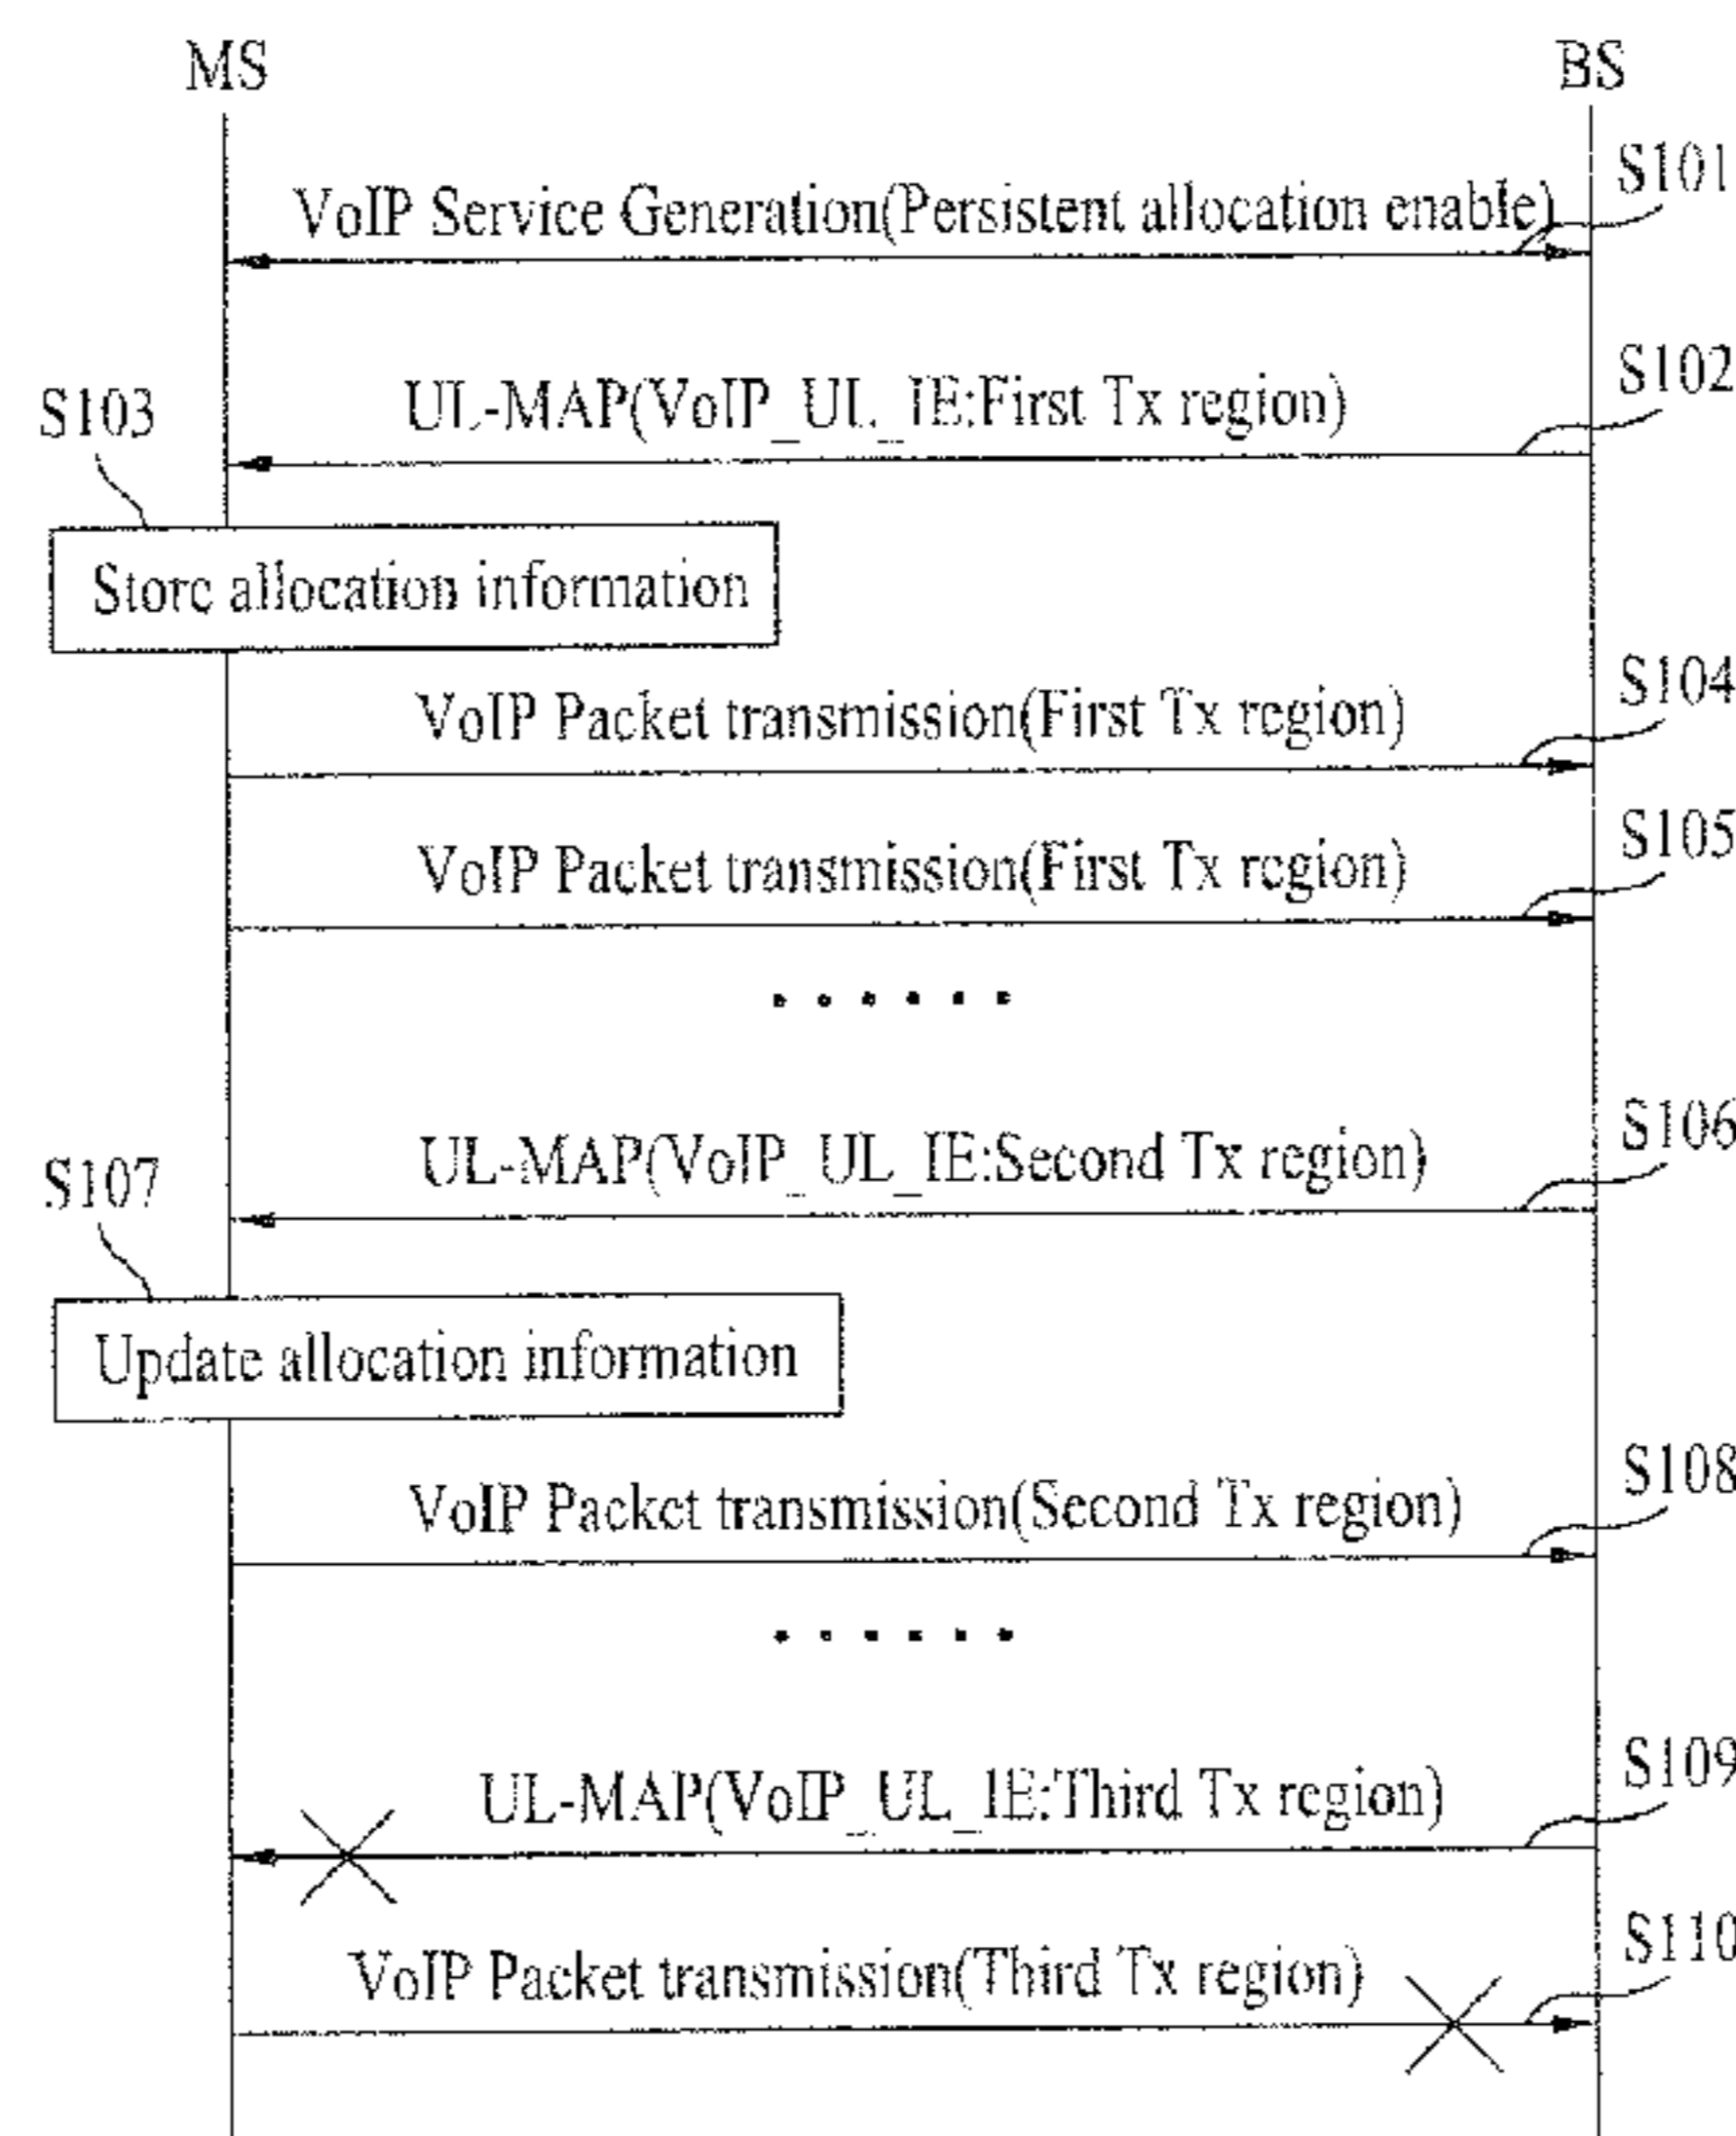 MS
BS
S101
VoIP Service Generation(Persistent allocation enable)
S102
UL-MAP(VoIP_UL_IE:First Tx region)
S103
Store allocation information
S104
VoIP Packet transmission(First Tx region)
S105
VoIP Packet transmission(First Tx region)
......
S106
UL-MAP(VoIP_UL_IE:Second Tx region)
S107
Update allocation information
S108
VoIP Packet transmission(Second Tx region)
......
S109
UL-MAP(VoIP_UL_IE:Third Tx region)
S110
VoIP Packet transmission(Third Tx region)